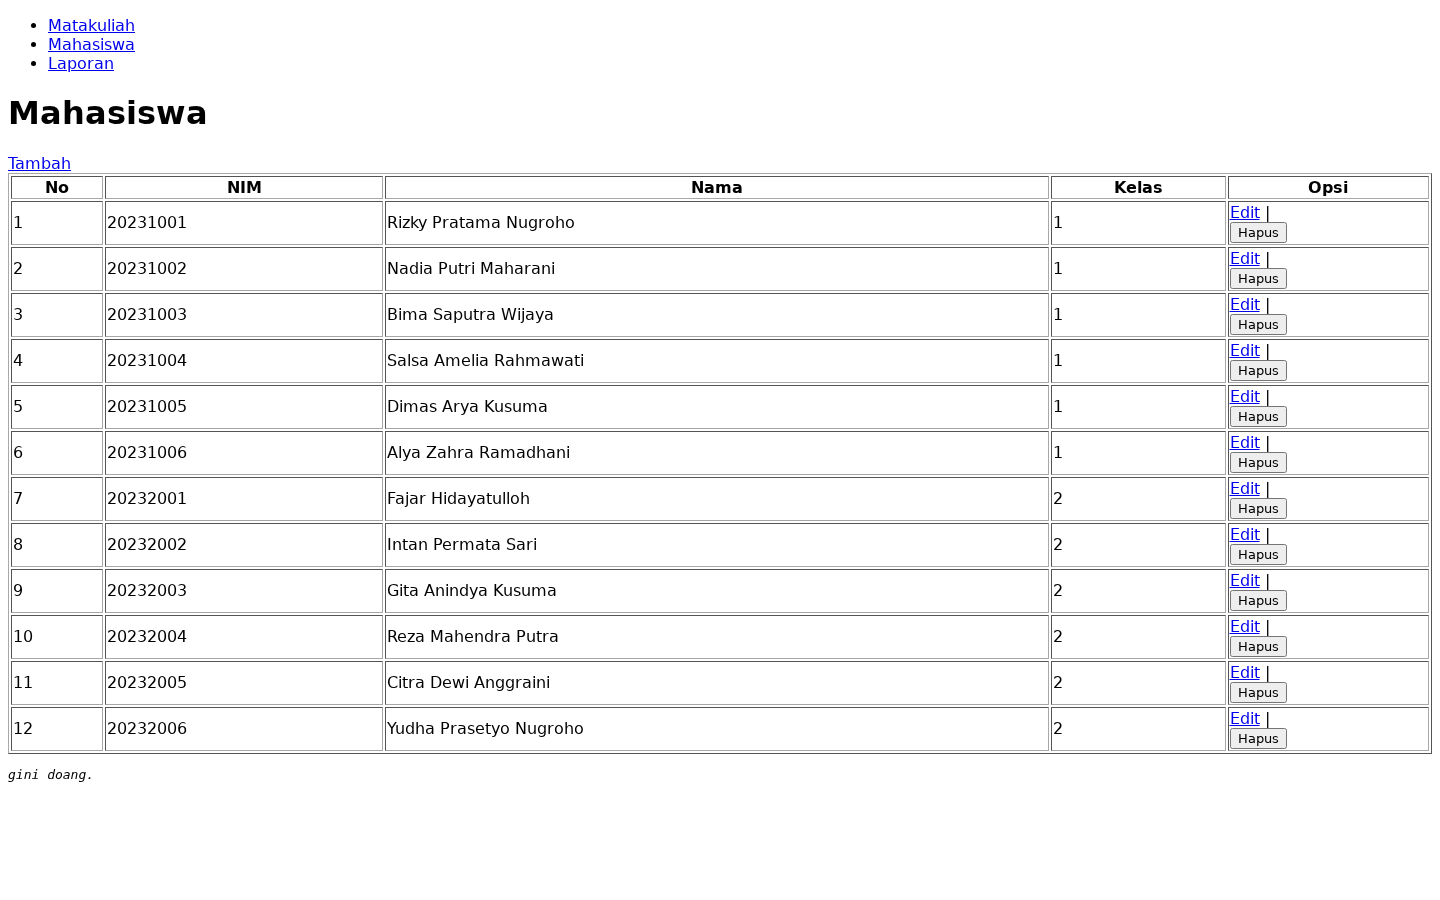 Matakuliah
Mahasiswa
Laporan
Mahasiswa
Tambah
No NIM Nama Kelas Opsi
1 20231001 Rizky Pratama Nugroho 1 Edit |
Hapus
2 20231002 Nadia Putri Maharani 1 Edit |
Hapus
3 20231003 Bima Saputra Wijaya 1 Edit |
Hapus
4 20231004 Salsa Amelia Rahmawati 1 Edit |
Hapus
5 20231005 Dimas Arya Kusuma 1 Edit |
Hapus
6 20231006 Alya Zahra Ramadhani 1 Edit |
Hapus
7 20232001 Fajar Hidayatulloh 2 Edit |
Hapus
8 20232002 Intan Permata Sari 2 Edit |
Hapus
9 20232003 Gita Anindya Kusuma 2 Edit |
Hapus
10 20232004 Reza Mahendra Putra 2 Edit |
Hapus
11 20232005 Citra Dewi Anggraini 2 Edit |
Hapus
12 20232006 Yudha Prasetyo Nugroho 2 Edit |
Hapus
gini doang.